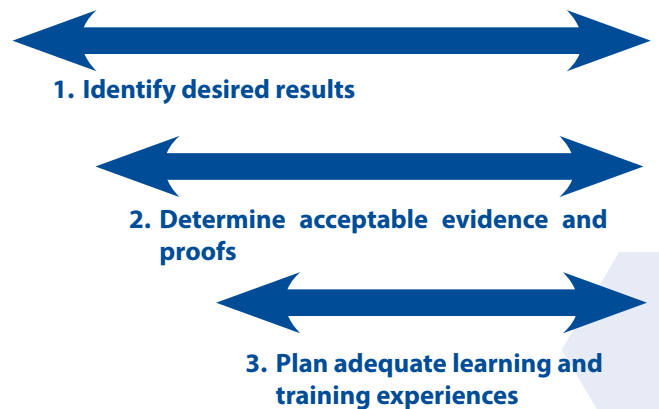 1. Identify desired results
2. Determine acceptable evidence and
proofs
3. Plan adequate learning and
training experiences